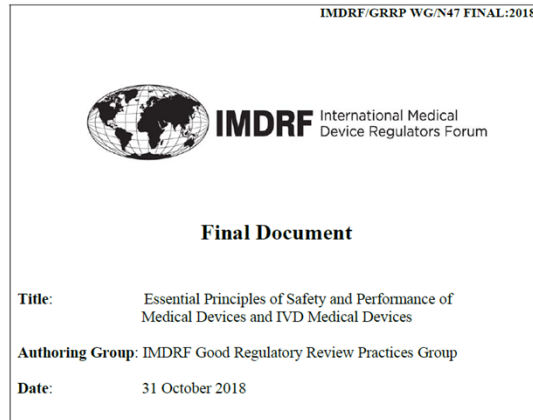 IMDRF/GRRP WG/N47 FINAL:2018
IMDRF International Medical
Device Regulators Forum
Final Document
Title: Essential Principles of Safety and Performance of
Medical Devices and IVD Medical Devices
Authoring Group: IMDRF Good Regulatory Review Practices Group
Date: 31 October 2018